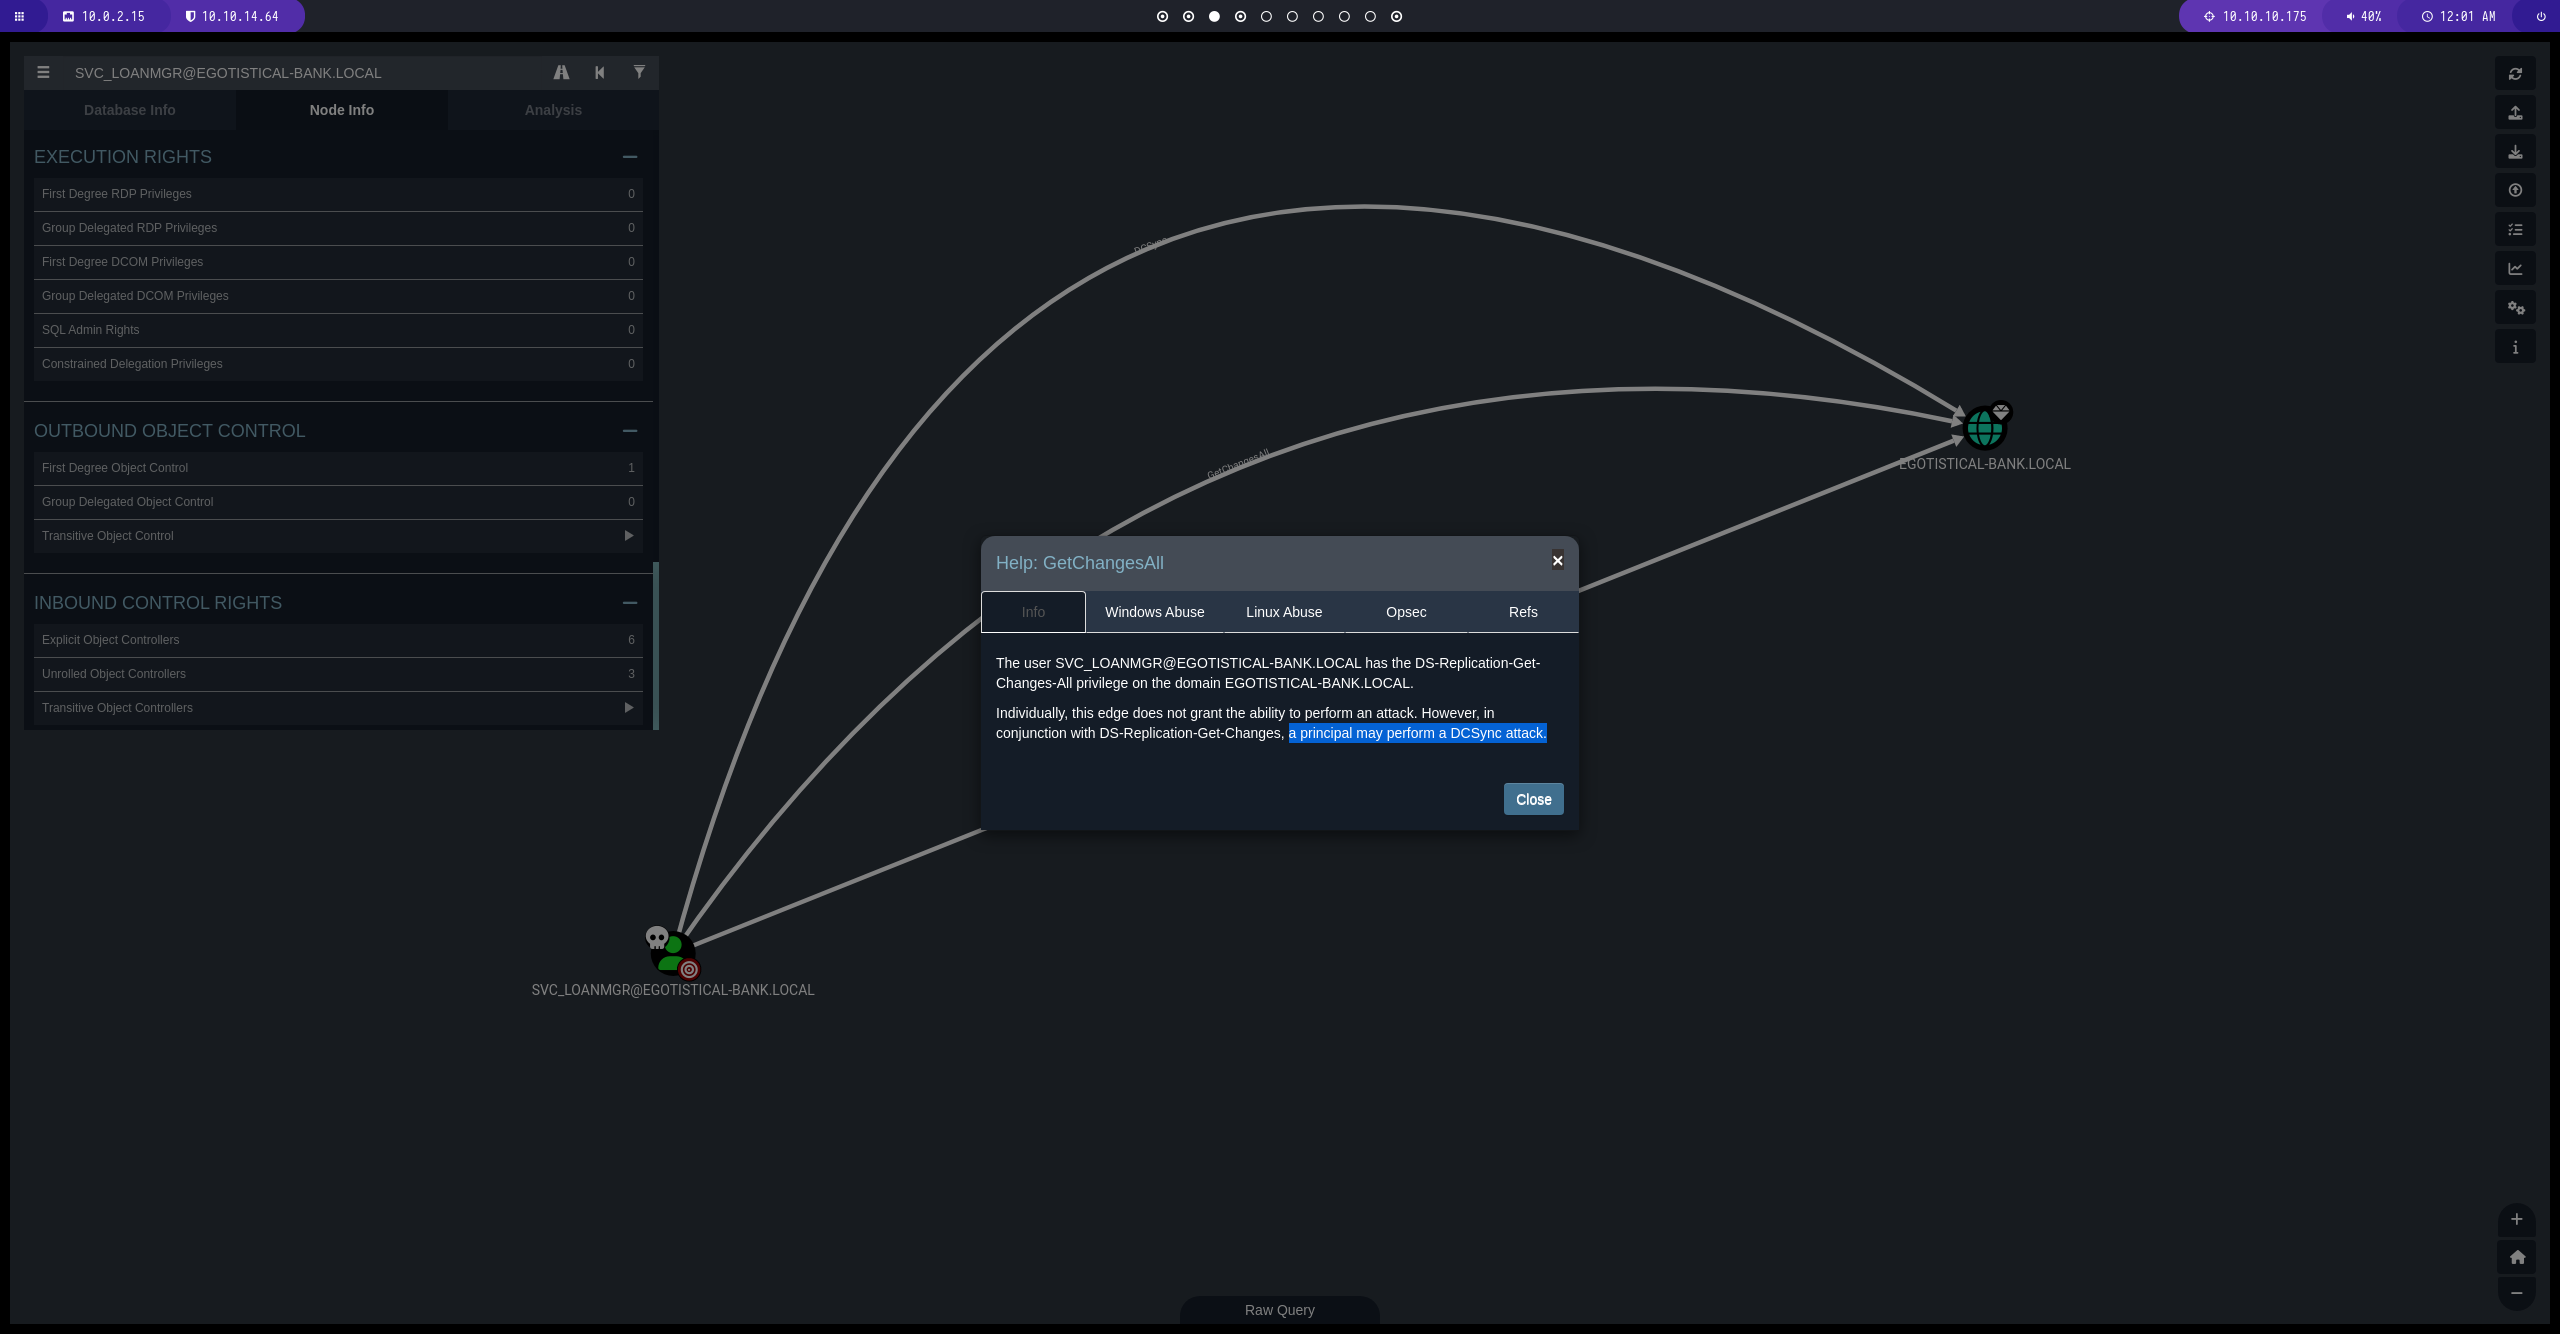 10.0.2.15
10.10.14.64
10.10.10.175
40%
12:01 AM
SVC_LOANMGR@EGOTISTICAL-BANK.LOCAL
Database Info
Node Info
Analysis
EXECUTION RIGHTS
First Degree RDP Privileges 0
Group Delegated RDP Privileges 0
First Degree DCOM Privileges 0
Group Delegated DCOM Privileges 0
SQL Admin Rights 0
Constrained Delegation Privileges 0
OUTBOUND OBJECT CONTROL
First Degree Object Control 1
Group Delegated Object Control 0
Transitive Object Control
INBOUND CONTROL RIGHTS
Explicit Object Controllers 6
Unrolled Object Controllers 3
Transitive Object Controllers
DCSync
GetChangesAll
EGOTISTICAL-BANK.LOCAL
Help: GetChangesAll
×
Info
Windows Abuse
Linux Abuse
Opsec
Refs
The user SVC_LOANMGR@EGOTISTICAL-BANK.LOCAL has the DS-Replication-Get-
Changes-All privilege on the domain EGOTISTICAL-BANK.LOCAL.
Individually, this edge does not grant the ability to perform an attack. However, in
conjunction with DS-Replication-Get-Changes, a principal may perform a DCSync attack.
Close
SVC_LOANMGR@EGOTISTICAL-BANK.LOCAL
Raw Query